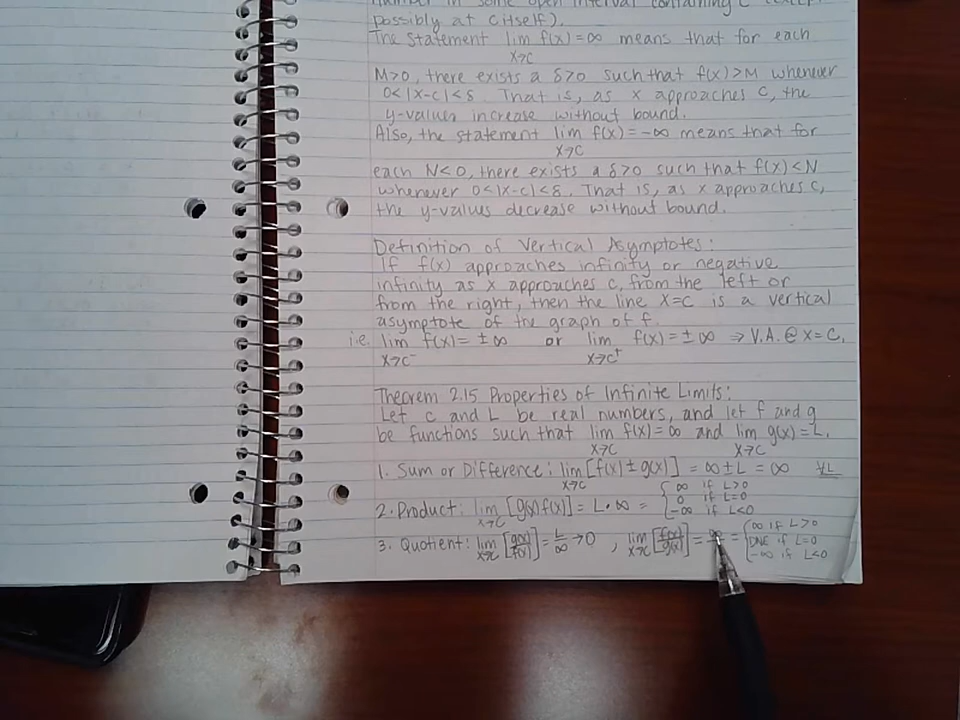 number in some open interval containing c (except
possibly at c itself).
The statement lim f(x) = ∞ means that for each
x→c
M>0, there exists a δ>0 such that f(x)>M whenever
0<|x-c|<δ. That is, as x approaches c, the
y-values increase without bound.
Also, the statement lim f(x) = -∞ means that for
x→c
each N<0, there exists a δ>0 such that f(x)<N
whenever 0<|x-c|<δ. That is, as x approaches c,
the y-values decrease without bound.
Definition of Vertical Asymptotes:
If f(x) approaches infinity or negative
infinity as x approaches c, from the left or
from the right, then the line x=c is a vertical
asymptote of the graph of f.
i.e. lim f(x) = ±∞ or lim f(x) = ±∞ ⇒ V.A. @ x=c.
x→c⁻ x→c⁺
Theorem 2.15 Properties of Infinite Limits:
Let c and L be real numbers, and let f and g
be functions such that lim f(x) = ∞ and lim g(x) = L.
x→c x→c
1. Sum or Difference: lim [f(x) ± g(x)] = ∞ ± L = ∞ ∀L
x→c
2. Product: lim [g(x) f(x)] = L · ∞ = { ∞ if L>0
x→c 0 if L=0
-∞ if L<0
3. Quotient: lim [g(x)/f(x)] = L/∞ → 0 , lim [f(x)/g(x)] = = { ∞ if L>0
x→c x→c DNE if L=0
-∞ if L<0